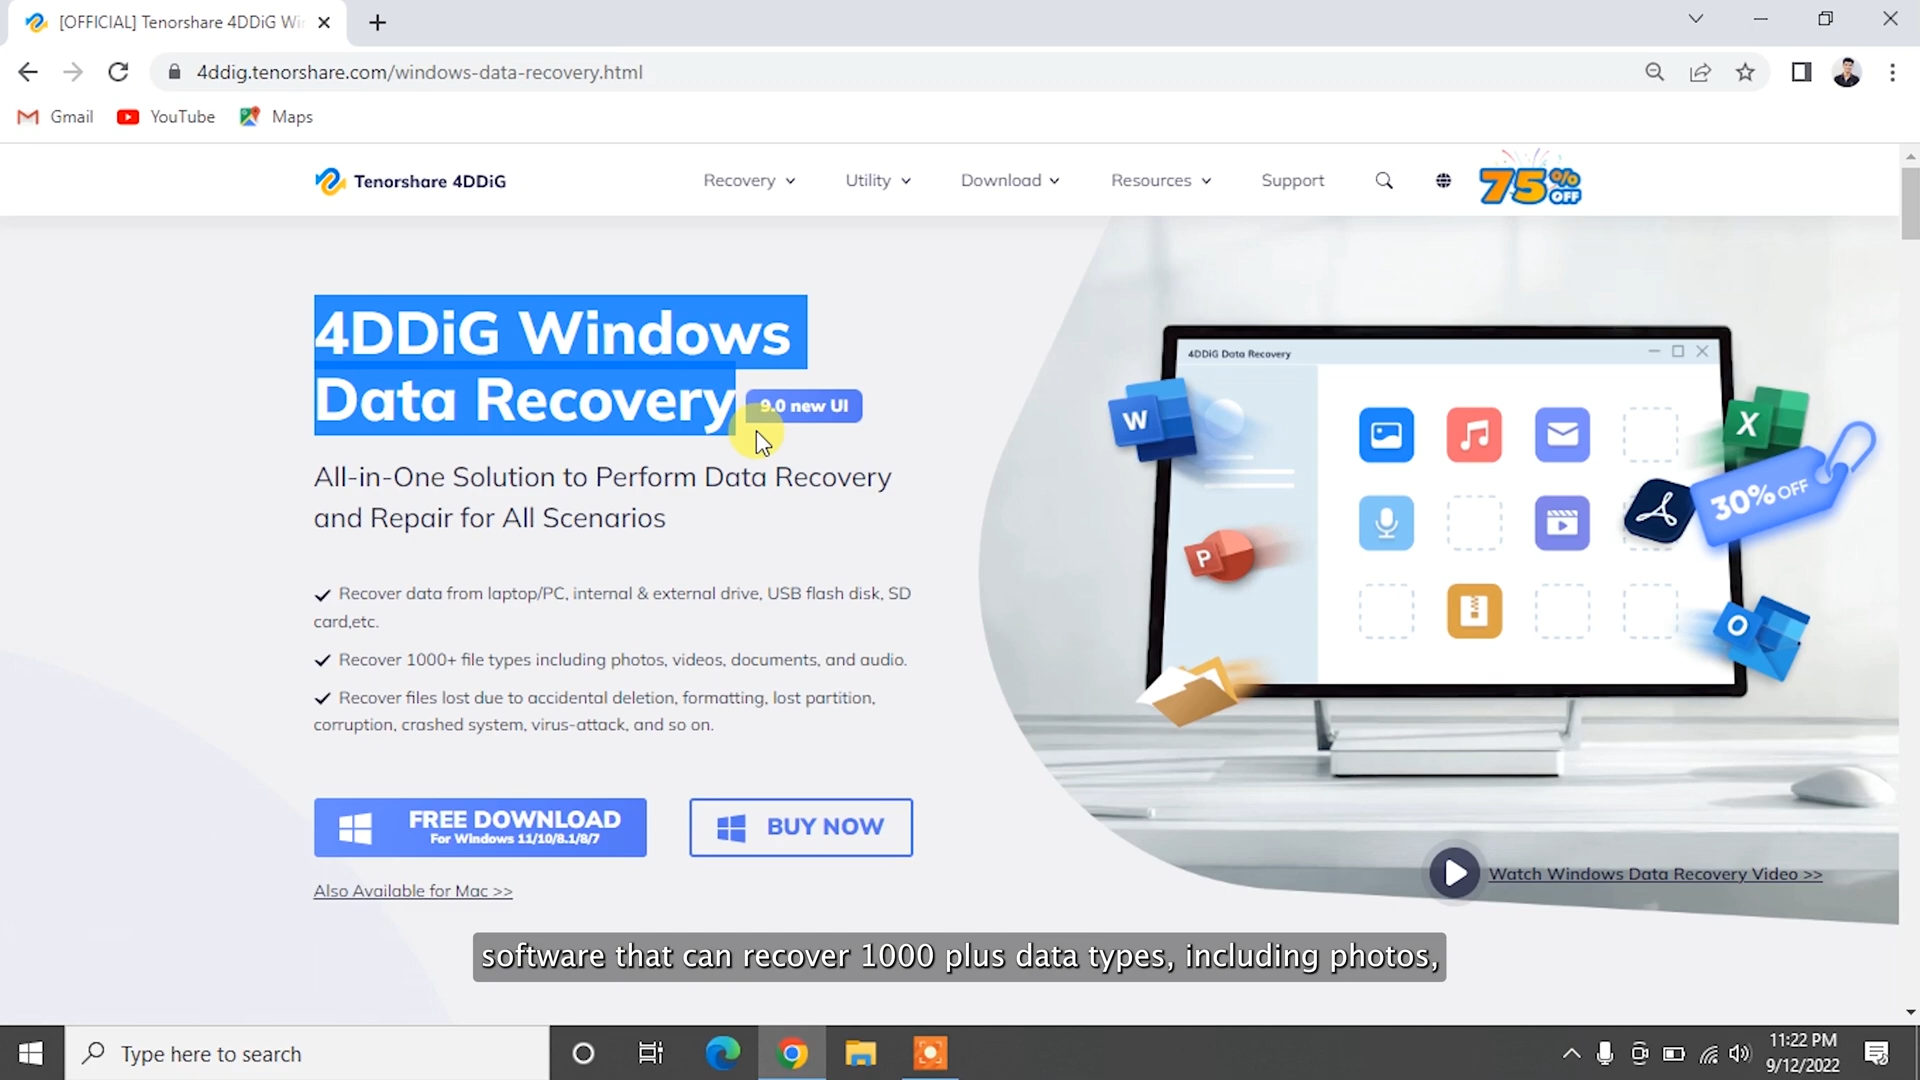 [OFFICIAL] Tenorshare 4DDiG Wi
4ddig.tenorshare.com/windows-data-recovery.html
Gmail YouTube Maps
Tenorshare 4DDiG Recovery Utility Download Resources Support 75% OFF
4DDiG Windows
Data Recovery 9.0 new UI
All-in-One Solution to Perform Data Recovery
and Repair for All Scenarios
Recover data from laptop/PC, internal & external drive, USB flash disk, SD
card,etc.
Recover 1000+ file types including photos, videos, documents, and audio.
Recover files lost due to accidental deletion, formatting, lost partition,
corruption, crashed system, virus-attack, and so on.
FREE DOWNLOAD
For Windows 11/10/8.1/8/7
BUY NOW
Also Available for Mac >>
4DDiG Data Recovery
W
X
30% OFF
P
O
Watch Windows Data Recovery Video >>
software that can recover 1000 plus data types, including photos,
Type here to search
11:22 PM
9/12/2022